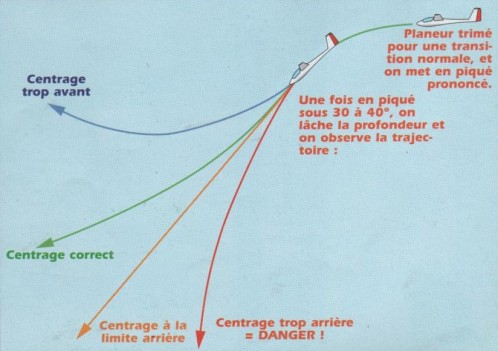 Planeur trimé
pour une transi-
tion normale, et
on met en piqué
prononcé.
Centrage
trop avant
Une fois en piqué
sous 30 à 40°, on
lâche la profondeur et
on observe la trajec-
toire :
Centrage correct
Centrage à la
limite arrière
Centrage trop arrière
= DANGER !